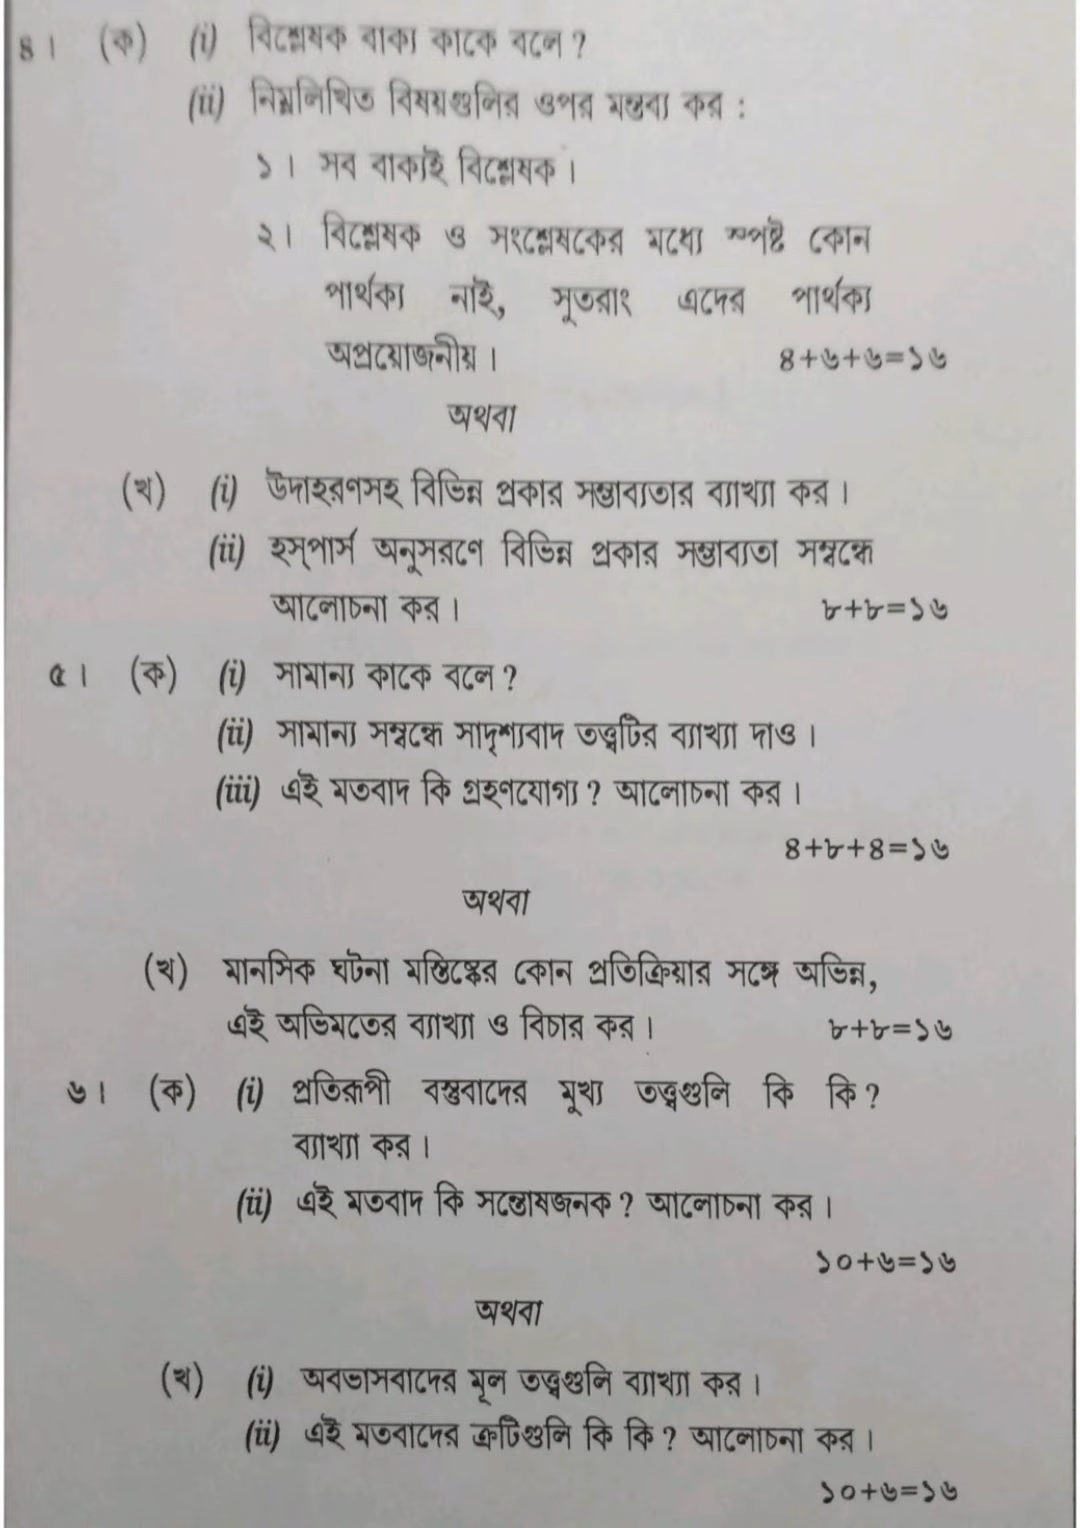 ৪। (ক) (i) বিশ্লেষক বাক্য কাকে বলে ?
(ii) নিম্নলিখিত বিষয়গুলির ওপর মন্তব্য কর :
১। সব বাক্যই বিশ্লেষক।
২। বিশ্লেষক ও সংশ্লেষকের মধ্যে স্পষ্ট কোন
পার্থক্য নাই, সুতরাং এদের পার্থক্য
অপ্রয়োজনীয়। ৪+৬+৬=১৬
অথবা
(খ) (i) উদাহরণসহ বিভিন্ন প্রকার সম্ভাব্যতার ব্যাখ্যা কর।
(ii) হস্‌পার্স অনুসরণে বিভিন্ন প্রকার সম্ভাব্যতা সম্বন্ধে
আলোচনা কর। ৮+৮=১৬
৫। (ক) (i) সামান্য কাকে বলে ?
(ii) সামান্য সম্বন্ধে সাদৃশ্যবাদ তত্ত্বটির ব্যাখ্যা দাও।
(iii) এই মতবাদ কি গ্রহণযোগ্য ? আলোচনা কর।
৪+৮+৪=১৬
অথবা
(খ) মানসিক ঘটনা মস্তিষ্কের কোন প্রতিক্রিয়ার সঙ্গে অভিন্ন,
এই অভিমতের ব্যাখ্যা ও বিচার কর। ৮+৮=১৬
৬। (ক) (i) প্রতিরূপী বস্তুবাদের মুখ্য তত্ত্বগুলি কি কি ?
ব্যাখ্যা কর।
(ii) এই মতবাদ কি সন্তোষজনক ? আলোচনা কর।
১০+৬=১৬
অথবা
(খ) (i) অবভাসবাদের মূল তত্ত্বগুলি ব্যাখ্যা কর।
(ii) এই মতবাদের ত্রুটিগুলি কি কি ? আলোচনা কর।
১০+৬=১৬